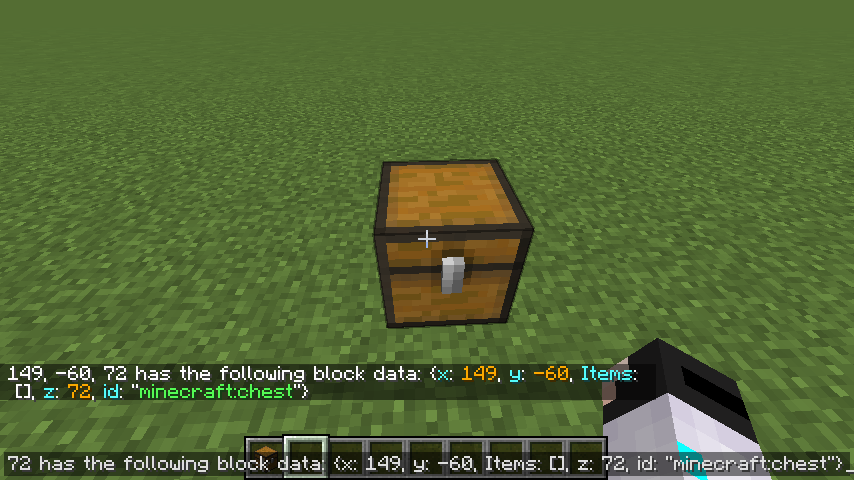 149, -60, 72 has the following block data: {x: 149, y: -60, Items:
[], z: 72, id: "minecraft:chest"}
72 has the following block data: {x: 149, y: -60, Items: [], z: 72, id: "minecraft:chest"}_